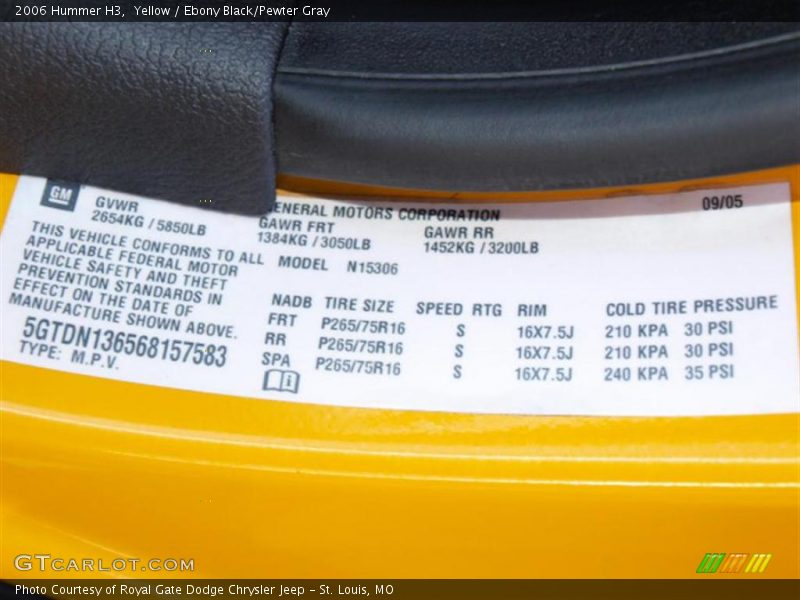 2006 Hummer H3,  Yellow / Ebony Black/Pewter Gray
GM
GVWR
2654KG / 5850LB
GENERAL MOTORS CORPORATION
09/05
GAWR FRT
1384KG / 3050LB
GAWR RR
1452KG / 3200LB
THIS VEHICLE CONFORMS TO ALL
APPLICABLE FEDERAL MOTOR
VEHICLE SAFETY AND THEFT
PREVENTION STANDARDS IN
EFFECT ON THE DATE OF
MANUFACTURE SHOWN ABOVE.
5GTDN136568157583
TYPE: M.P.V.
MODEL N15306
NADB TIRE SIZE SPEED RTG RIM COLD TIRE PRESSURE
FRT P265/75R16 S 16X7.5J 210 KPA 30 PSI
RR P265/75R16 S 16X7.5J 210 KPA 30 PSI
SPA P265/75R16 S 16X7.5J 240 KPA 35 PSI
GTCARLOT.COM
Photo Courtesy of Royal Gate Dodge Chrysler Jeep - St. Louis, MO